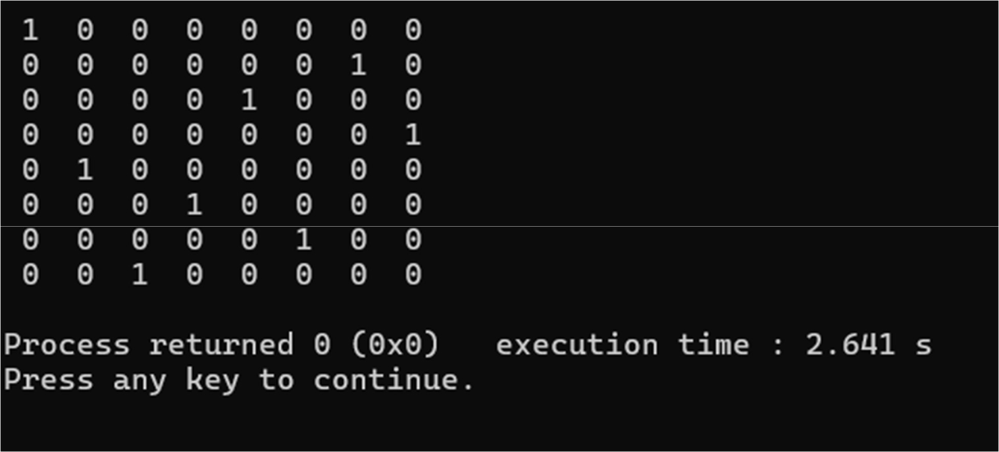 1 0 0 0 0 0 0 0
0 0 0 0 0 0 1 0
0 0 0 0 1 0 0 0
0 0 0 0 0 0 0 1
0 1 0 0 0 0 0 0
0 0 0 1 0 0 0 0
0 0 0 0 0 1 0 0
0 0 1 0 0 0 0 0
Process returned 0 (0x0) execution time : 2.641 s
Press any key to continue.